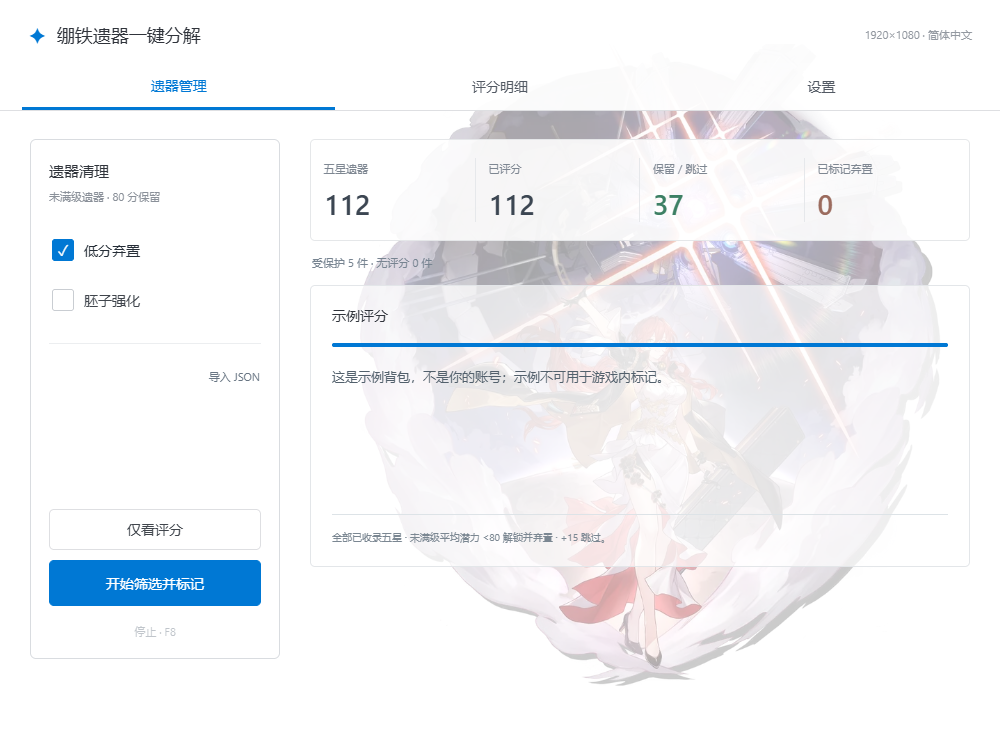 绷铁遗器一键分解
1920×1080 · 简体中文
遗器管理
评分明细
设置
遗器清理
未满级遗器 · 80 分保留
低分弃置
胚子强化
导入 JSON
仅看评分
开始筛选并标记
停止 · F8
五星遗器
112
已评分
112
保留 / 跳过
37
已标记弃置
0
受保护 5 件 · 无评分 0 件
示例评分
这是示例背包，不是你的账号；示例不可用于游戏内标记。
全部已收录五星 · 未满级平均潜力 <80 解锁并弃置 · +15 跳过。